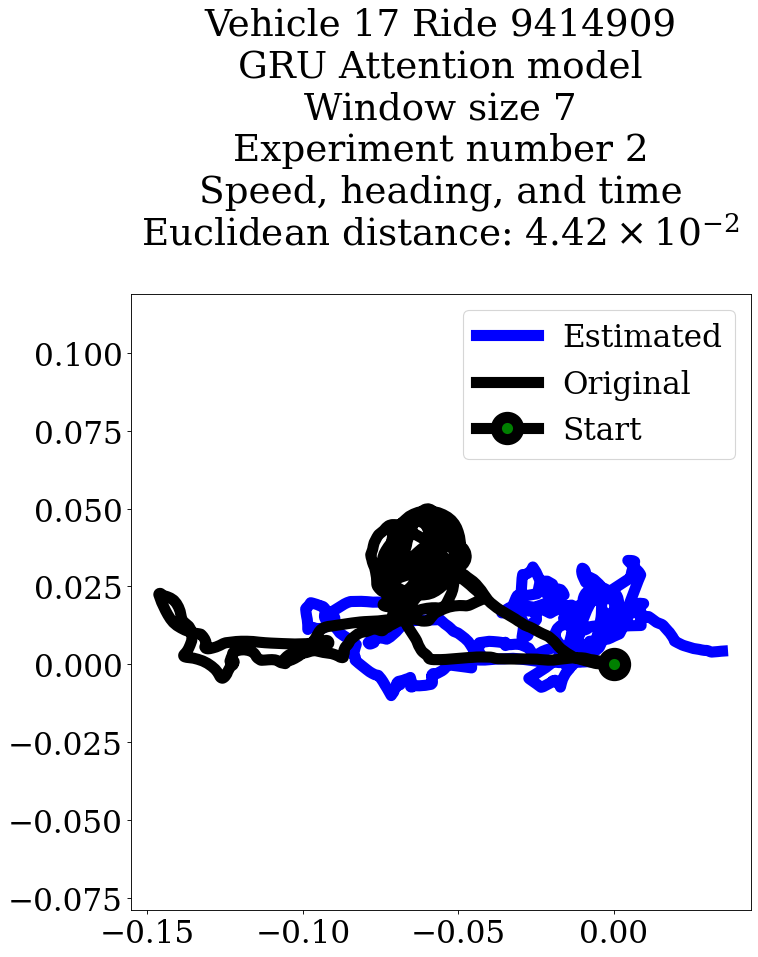 Vehicle 17 Ride 9414909
GRU Attention model
Window size 7
Experiment number 2
Speed, heading, and time
Euclidean distance: 4.42 × 10⁻²
Estimated
Original
Start
0.100
0.075
0.050
0.025
0.000
−0.025
−0.050
−0.075
−0.15
−0.10
−0.05
0.00